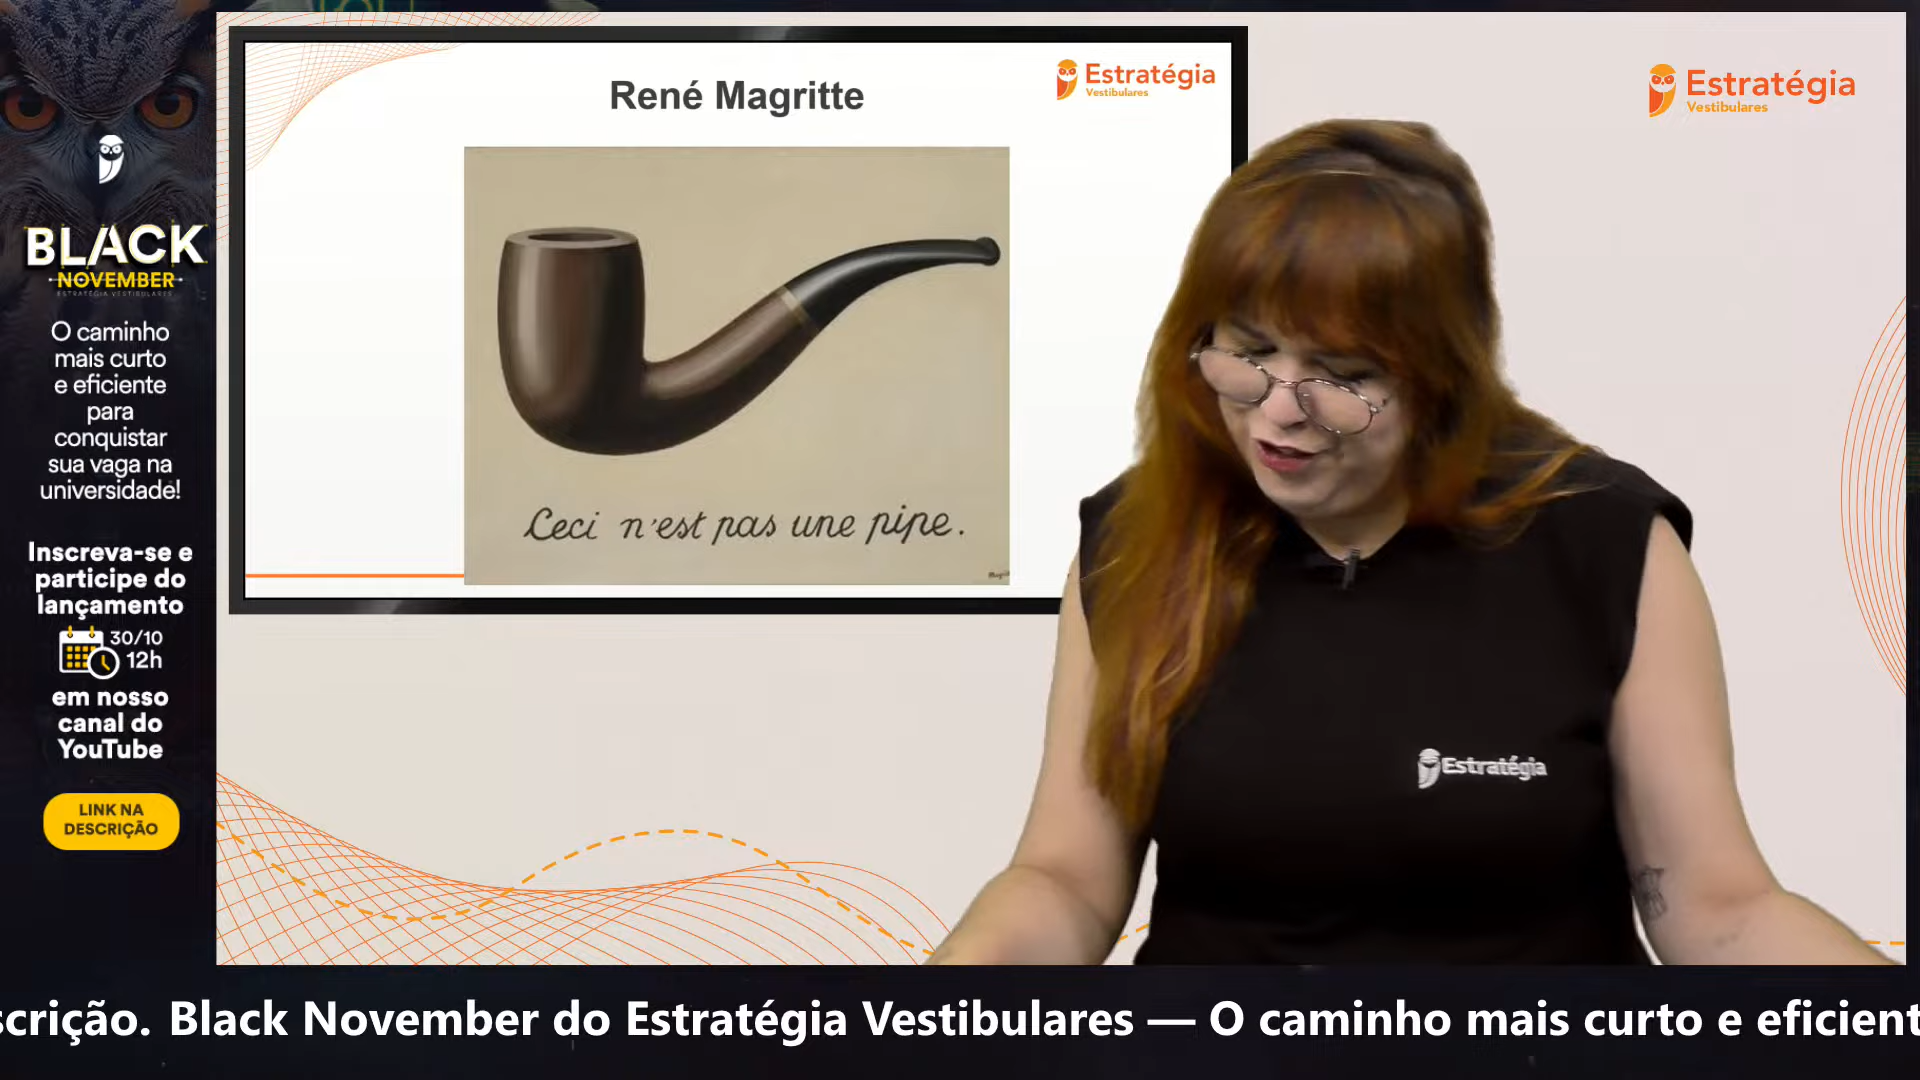 René Magritte
Estratégia
Vestibulares
Estratégia
Vestibulares
Ceci n'est pas une pipe.
BLACK
NOVEMBER
ESTRATÉGIA VESTIBULARES
O caminho
mais curto
e eficiente
para
conquistar
sua vaga na
universidade!
Inscreva-se e
participe do
lançamento
30/10
12h
em nosso
canal do
YouTube
LINK NA
DESCRIÇÃO
Estratégia
scrição. Black November do Estratégia Vestibulares — O caminho mais curto e eficient